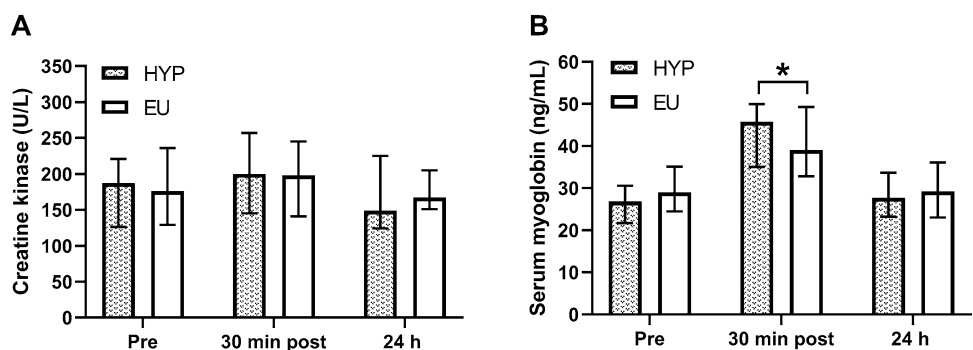 A
Creatine kinase (U/L)
350
300
250
200
150
100
50
0
HYP
EU
Pre
30 min post
24 h
B
Serum myoglobin (ng/mL)
60
50
40
30
20
10
0
HYP
EU
*
Pre
30 min post
24 h